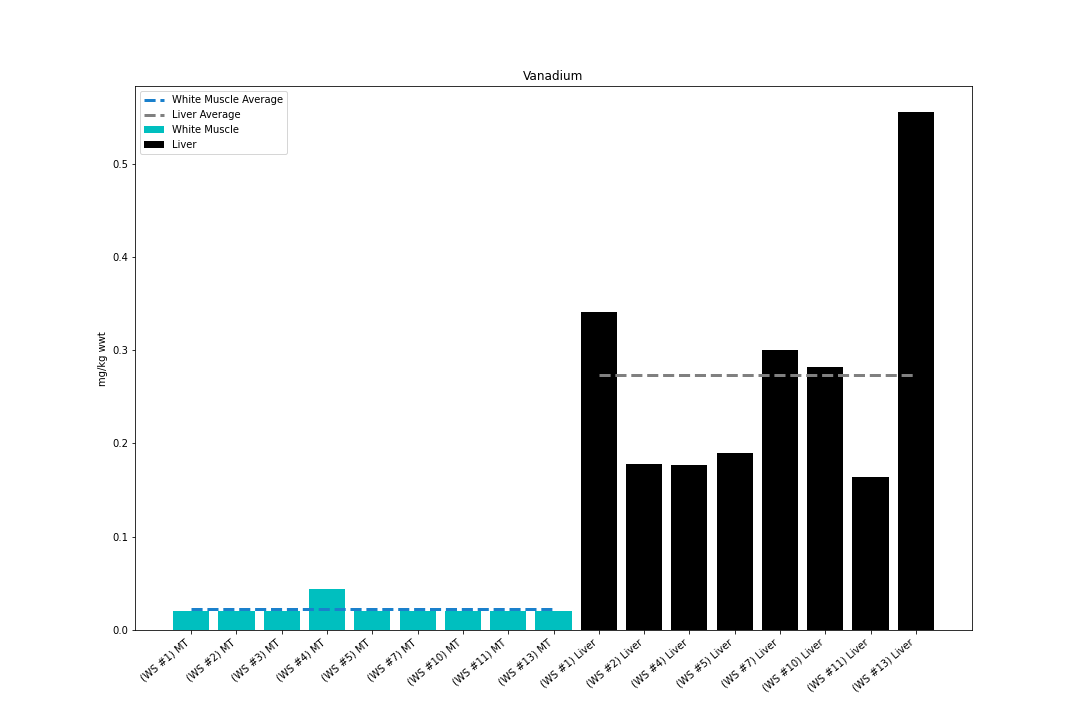 Vanadium
White Muscle Average
Liver Average
White Muscle
Liver
mg/kg wwt
0.5
0.4
0.3
0.2
0.1
0.0
(WS #1) MT
(WS #2) MT
(WS #3) MT
(WS #4) MT
(WS #5) MT
(WS #7) MT
(WS #10) MT
(WS #11) MT
(WS #13) MT
(WS #1) Liver
(WS #2) Liver
(WS #4) Liver
(WS #5) Liver
(WS #7) Liver
(WS #10) Liver
(WS #11) Liver
(WS #13) Liver